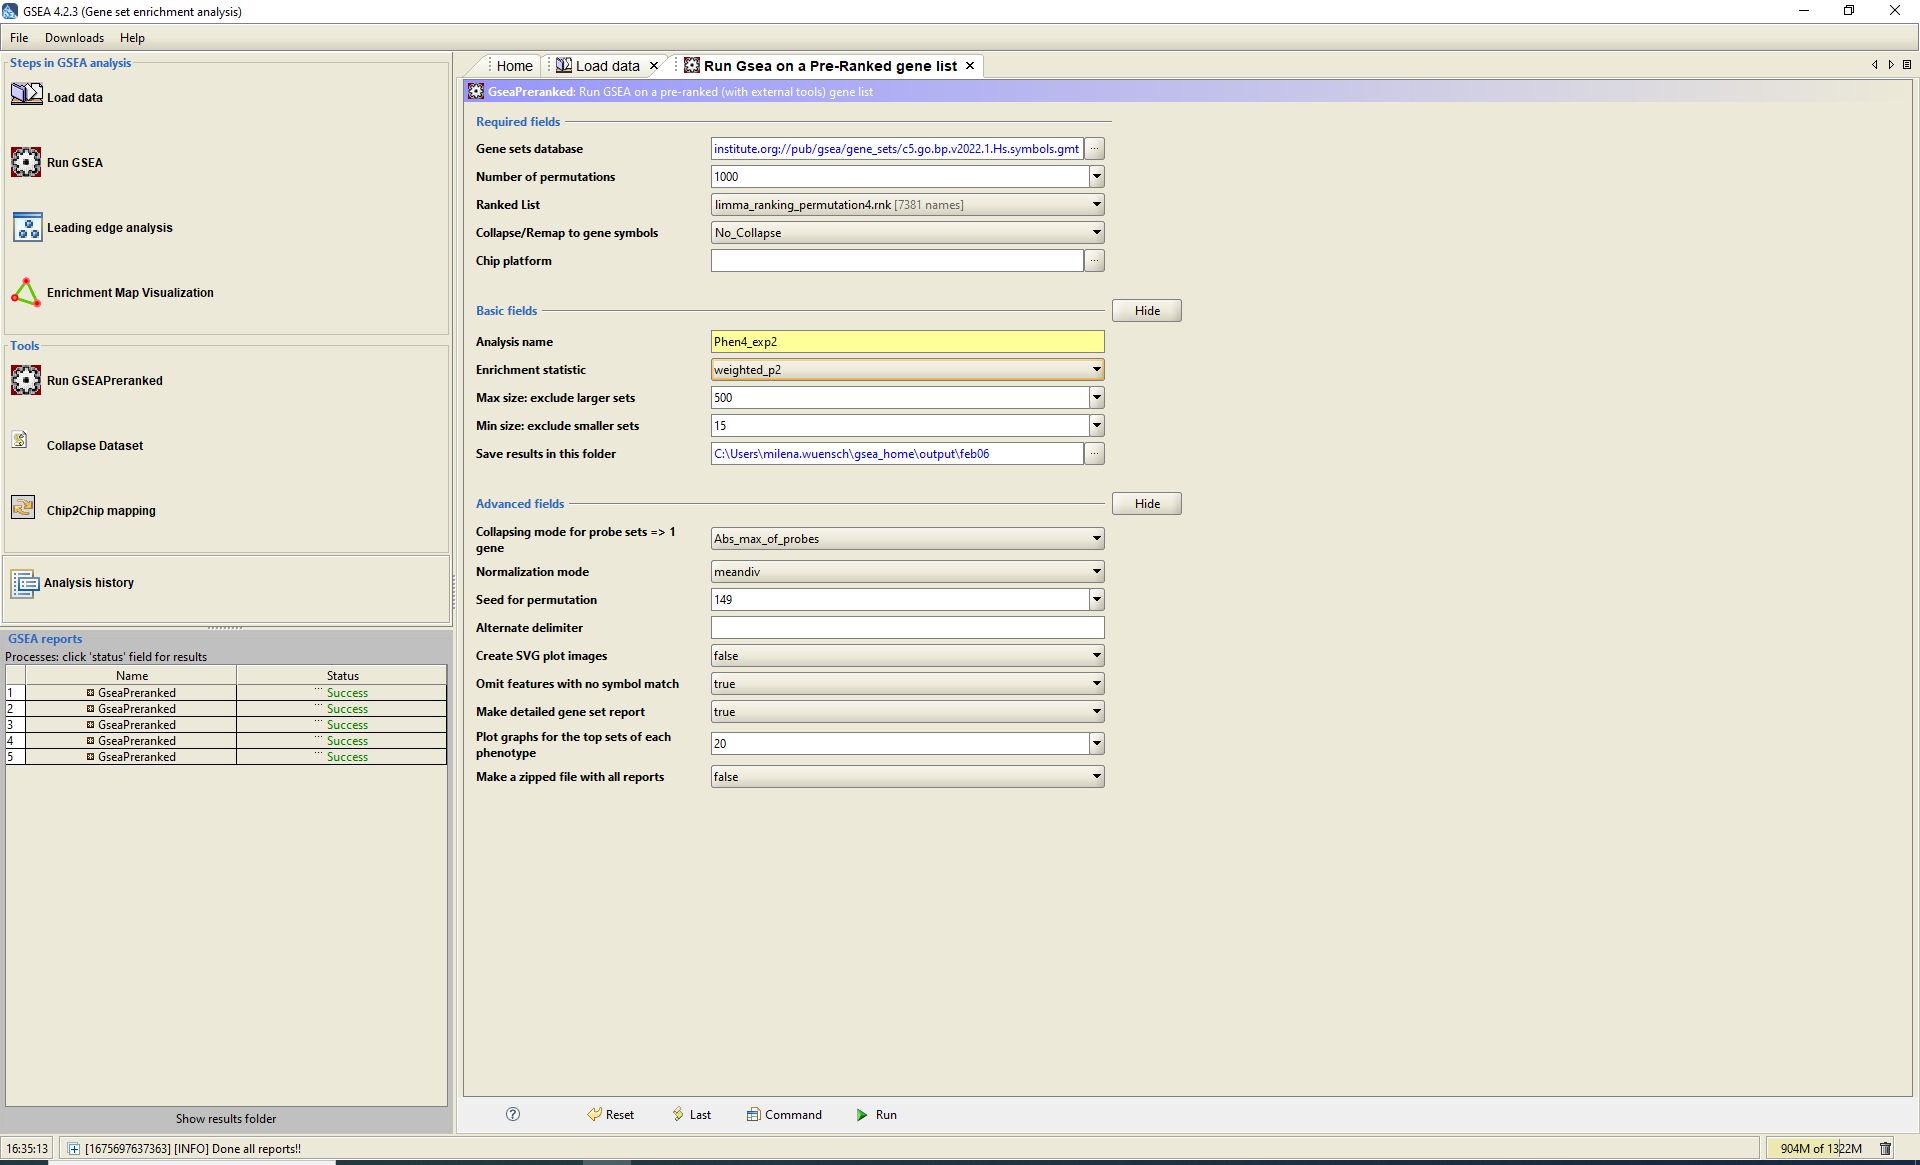 GSEA 4.2.3 (Gene set enrichment analysis)
File Downloads Help
Steps in GSEA analysis
Load data
Run GSEA
Leading edge analysis
Enrichment Map Visualization
Tools
Run GSEAPreranked
Collapse Dataset
Chip2Chip mapping
Analysis history
GSEA reports
Processes: click 'status' field for results
Name Status
1 GseaPreranked ... Success
2 GseaPreranked ... Success
3 GseaPreranked ... Success
4 GseaPreranked ... Success
5 GseaPreranked ... Success
Show results folder
Home Load data Run Gsea on a Pre-Ranked gene list
GseaPreranked: Run GSEA on a pre-ranked (with external tools) gene list
Required fields
Gene sets database institute.org://pub/gsea/gene_sets/c5.go.bp.v2022.1.Hs.symbols.gmt ...
Number of permutations 1000
Ranked List limma_ranking_permutation4.rnk [7381 names]
Collapse/Remap to gene symbols No_Collapse
Chip platform ...
Basic fields Hide
Analysis name Phen4_exp2
Enrichment statistic weighted_p2
Max size: exclude larger sets 500
Min size: exclude smaller sets 15
Save results in this folder C:\Users\milena.wuensch\gsea_home\output\feb06 ...
Advanced fields Hide
Collapsing mode for probe sets => 1
gene Abs_max_of_probes
Normalization mode meandiv
Seed for permutation 149
Alternate delimiter
Create SVG plot images false
Omit features with no symbol match true
Make detailed gene set report true
Plot graphs for the top sets of each
phenotype 20
Make a zipped file with all reports false
? Reset Last Command Run
16:35:13 [1675697637363] [INFO] Done all reports!! 904M of 1322M